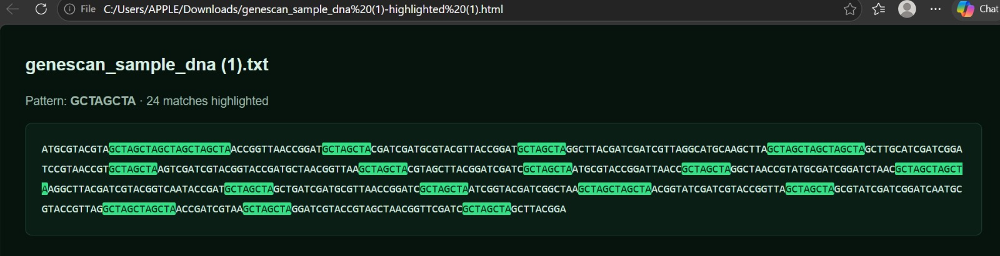 File C:/Users/APPLE/Downloads/genescan_sample_dna%20(1)-highlighted%20(1).html Chat
genescan_sample_dna (1).txt
Pattern: GCTAGCTA · 24 matches highlighted
ATGCGTACGTAGCTAGCTAGCTAGCTAGCTAACCGGTTAACCGGATGCTAGCTACGATCGATGCGTACGTTACCGGATGCTAGCTAGGCTTACGATCGATCGTTAGGCATGCAAGCTTAGCTAGCTAGCTAGCTAGCTTGCATCGATCGGA
TCCGTAACCGTGCTAGCTAAGTCGATCGTACGGTACCGATGCTAACGGTTAAGCTAGCTACGTAGCTTACGGATCGATCGCTAGCTAATGCGTACCGGATTAACCGCTAGCTAGGCTAACCGTATGCGATCGGATCTAACGCTAGCTAGCT
AAGGCTTACGATCGTACGGTCAATACCGATGCTAGCTAGCTGATCGATGCGTTAACCGGATCGCTAGCTAATCGGTACGATCGGCTAAGCTAGCTAGCTAACGGTATCGATCGTACCGGTTAGCTAGCTAGCGTATCGATCGGATCAATGC
GTACCGTTAGGCTAGCTAGCTAACCGATCGTAAGCTAGCTAGGATCGTACCGTAGCTAACGGTTCGATCGCTAGCTAGCTTACGGA